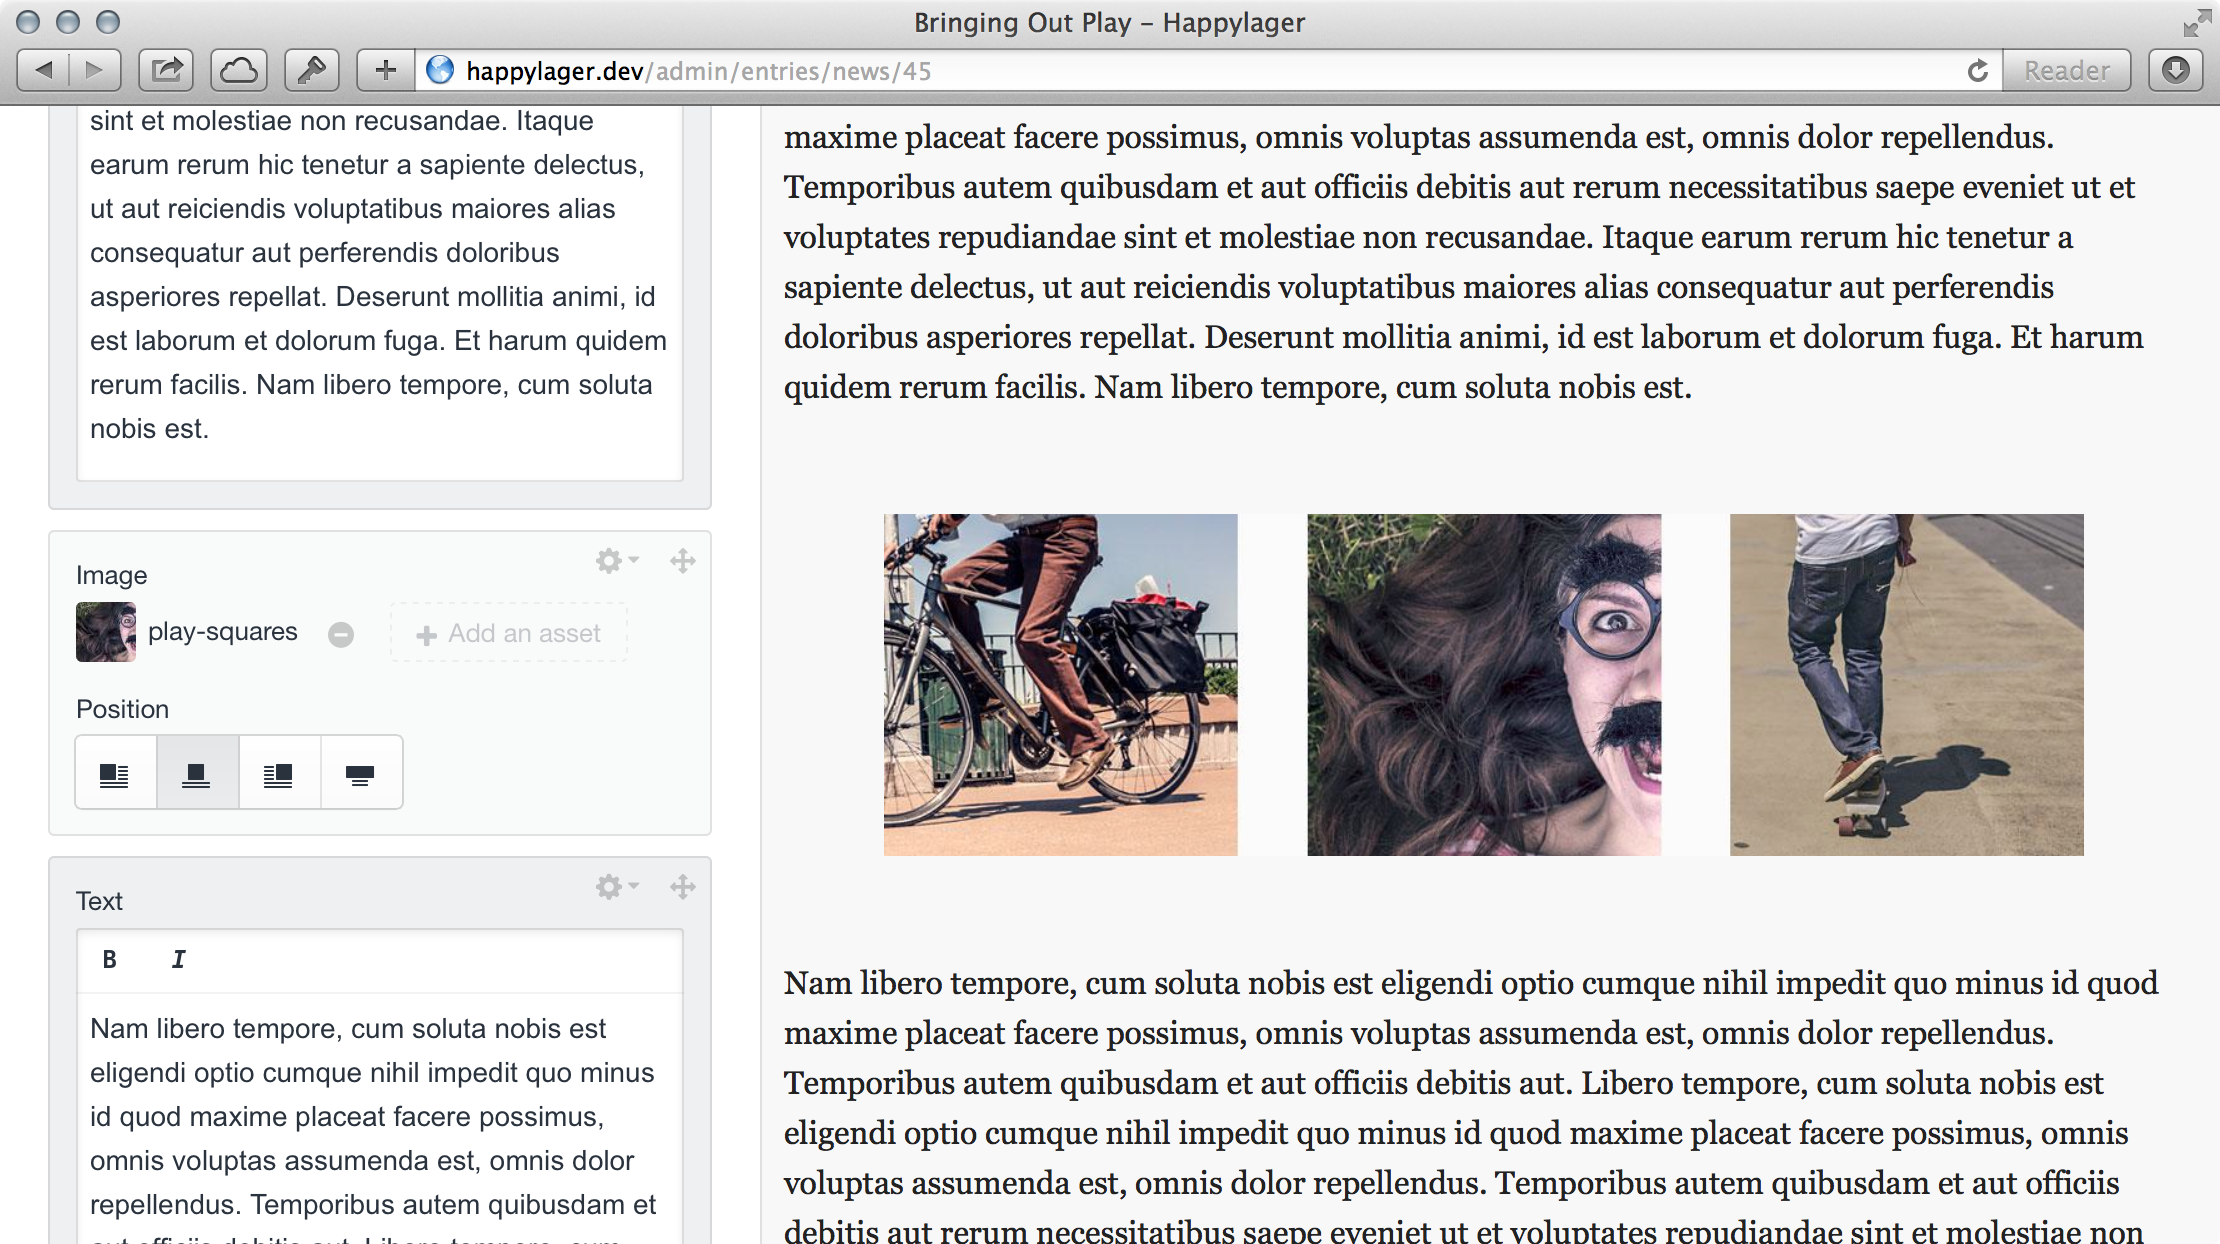 Bringing Out Play – Happylager
happylager.dev/admin/entries/news/45
Reader
sint et molestiae non recusandae. Itaque
earum rerum hic tenetur a sapiente delectus,
ut aut reiciendis voluptatibus maiores alias
consequatur aut perferendis doloribus
asperiores repellat. Deserunt mollitia animi, id
est laborum et dolorum fuga. Et harum quidem
rerum facilis. Nam libero tempore, cum soluta
nobis est.
Image
play-squares
Add an asset
Position
Text
B I
Nam libero tempore, cum soluta nobis est
eligendi optio cumque nihil impedit quo minus
id quod maxime placeat facere possimus,
omnis voluptas assumenda est, omnis dolor
repellendus. Temporibus autem quibusdam et
aut officiis debitis aut. Libero tempore, cum
maxime placeat facere possimus, omnis voluptas assumenda est, omnis dolor repellendus.
Temporibus autem quibusdam et aut officiis debitis aut rerum necessitatibus saepe eveniet ut et
voluptates repudiandae sint et molestiae non recusandae. Itaque earum rerum hic tenetur a
sapiente delectus, ut aut reiciendis voluptatibus maiores alias consequatur aut perferendis
doloribus asperiores repellat. Deserunt mollitia animi, id est laborum et dolorum fuga. Et harum
quidem rerum facilis. Nam libero tempore, cum soluta nobis est.
Nam libero tempore, cum soluta nobis est eligendi optio cumque nihil impedit quo minus id quod
maxime placeat facere possimus, omnis voluptas assumenda est, omnis dolor repellendus.
Temporibus autem quibusdam et aut officiis debitis aut. Libero tempore, cum soluta nobis est
eligendi optio cumque nihil impedit quo minus id quod maxime placeat facere possimus, omnis
voluptas assumenda est, omnis dolor repellendus. Temporibus autem quibusdam et aut officiis
debitis aut rerum necessitatibus saepe eveniet ut et voluptates repudiandae sint et molestiae non